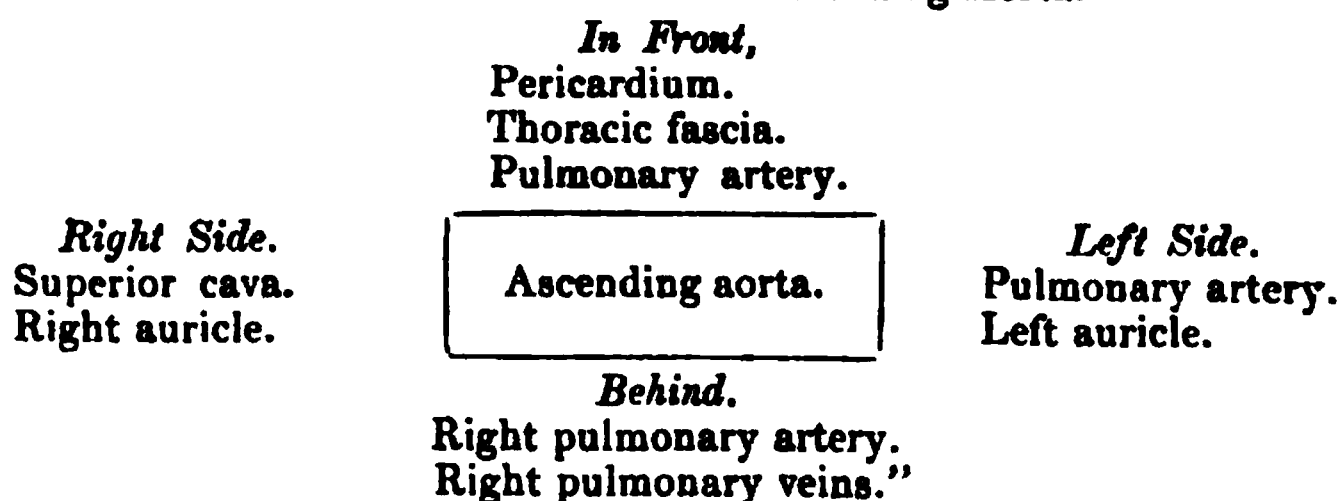 In Front,
Pericardium.
Thoracic fascia.
Pulmonary artery.
Right Side.
Superior cava.
Right auricle.
Ascending aorta.
Left Side.
Pulmonary artery.
Left auricle.
Behind.
Right pulmonary artery.
Right pulmonary veins.”